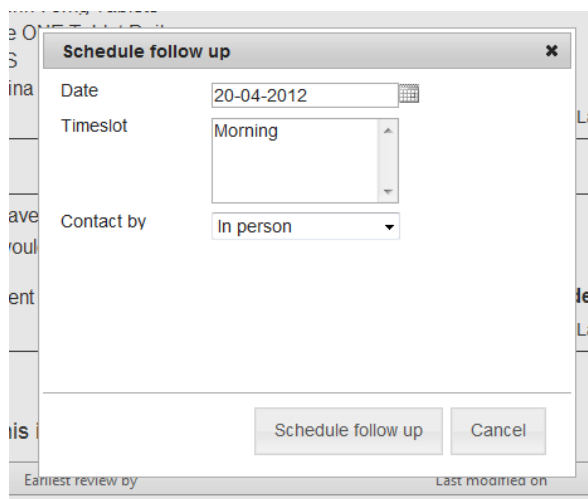 Schedule follow up
Date
20-04-2012
Timeslot
Morning
Contact by
In person
ent
Schedule follow up
Cancel
Earliest review by
Last modified on